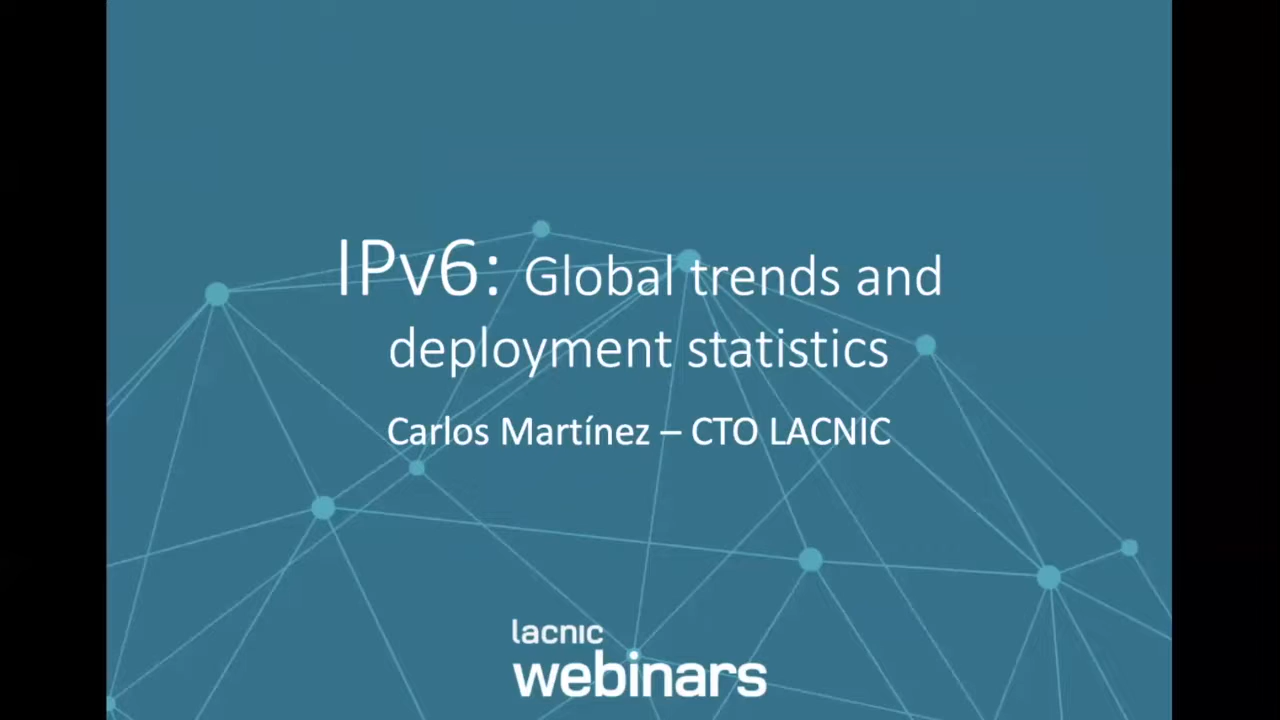 IPv6: Global trends and
deployment statistics
Carlos Martínez – CTO LACNIC
lacnic
webinars